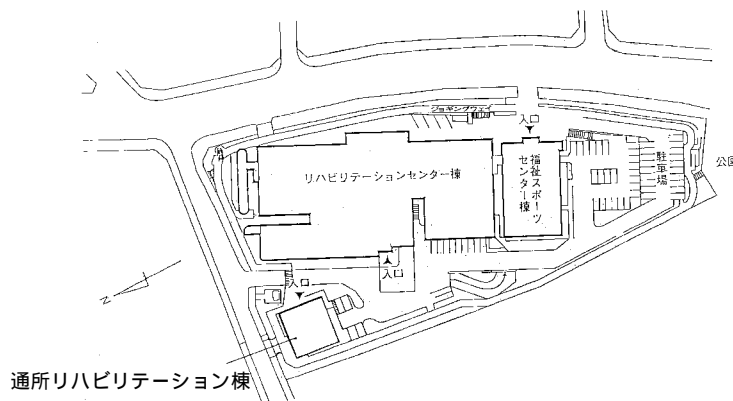 ジョギングウェイ
入口
リハビリテーションセンター棟
福祉スポーツ
センター棟
駐車場
公園
入口
入口
N
通所リハビリテーション棟